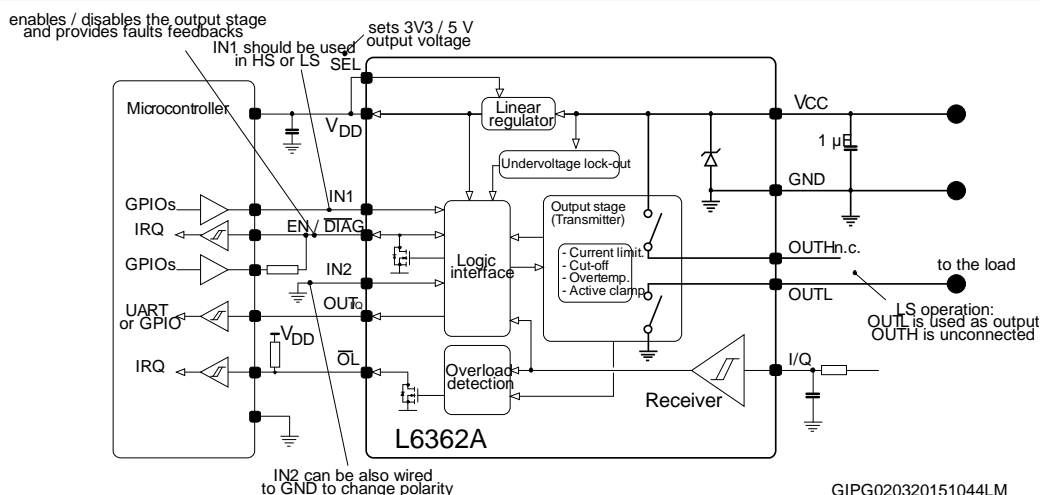 enables / disables the output stage
and provides faults feedbacks
IN1 should be used
in HS or LS
sets 3V3 / 5 V
output voltage
SEL
Microcontroller
VDD
Linear
regulator
VCC
1 µF
Undervoltage lock-out
GND
GPIOs
IN1
IRQ
EN / DIAG
GPIOs
IN2
Logic
interface
Output stage
(Transmitter)
- Current limit.
- Cut-off
- Overtemp.
- Active clamp
OUTH
n.c.
to the load
OUTL
UART
or GPIO
OUTI/Q
LS operation:
OUTL is used as output
OUTH is unconnected
VDD
IRQ
OL
Overload
detection
I/Q
Receiver
L6362A
IN2 can be also wired
to GND to change polarity
GIPG020320151044LM